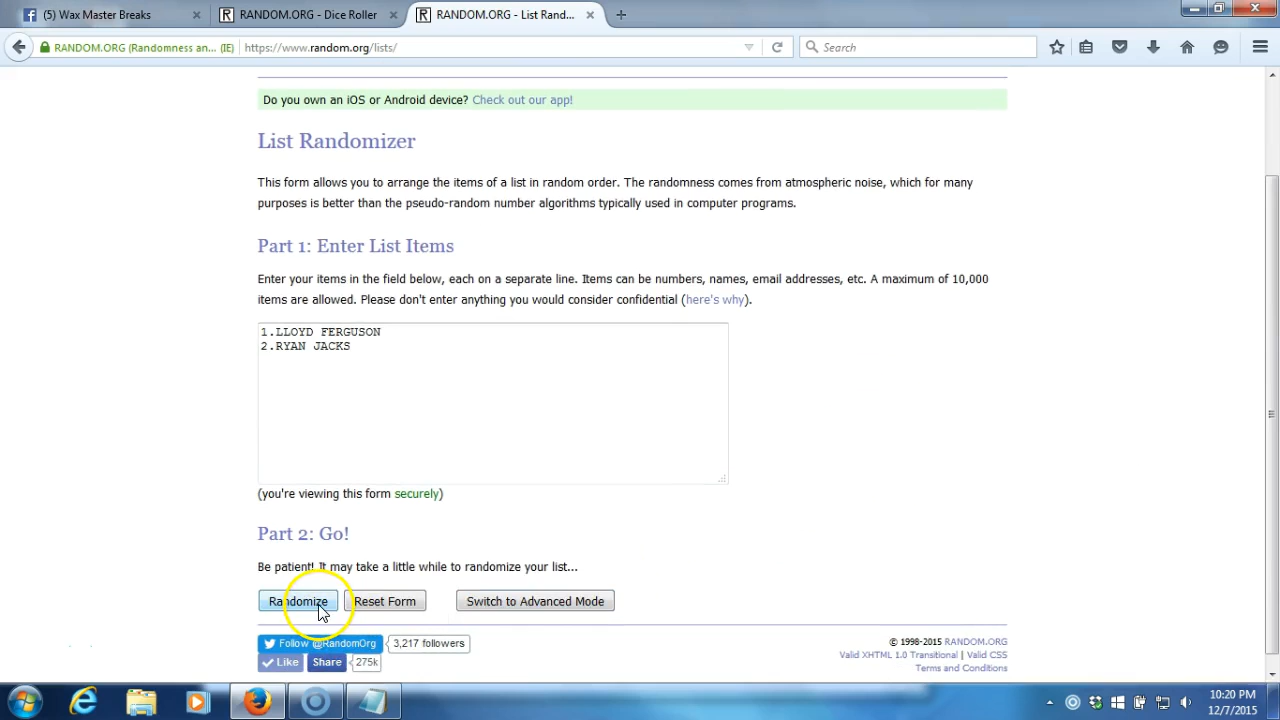 (5) Wax Master Breaks
RANDOM.ORG - Dice Roller
RANDOM.ORG - List Rand...
RANDOM.ORG (Randomness an... (IE)
https://www.random.org/lists/
Search
Do you own an iOS or Android device? Check out our app!
List Randomizer
This form allows you to arrange the items of a list in random order. The randomness comes from atmospheric noise, which for many
purposes is better than the pseudo-random number algorithms typically used in computer programs.
Part 1: Enter List Items
Enter your items in the field below, each on a separate line. Items can be numbers, names, email addresses, etc. A maximum of 10,000
items are allowed. Please don't enter anything you would consider confidential (here's why).
1.LLOYD FERGUSON
2.RYAN JACKS
(you're viewing this form securely)
Part 2: Go!
Be patient! It may take a little while to randomize your list...
Randomize Reset Form Switch to Advanced Mode
Follow @RandomOrg 3,217 followers
Like Share 275k
© 1998-2015 RANDOM.ORG
Valid XHTML 1.0 Transitional | Valid CSS
Terms and Conditions
10:20 PM
12/7/2015